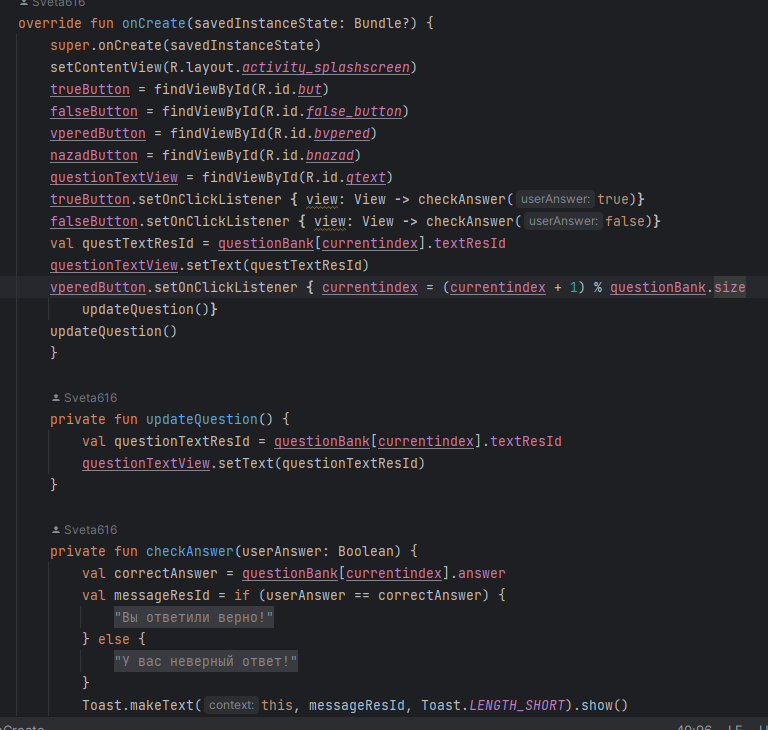 Sveta616
override fun onCreate(savedInstanceState: Bundle?) {
super.onCreate(savedInstanceState)
setContentView(R.layout.activity_splashscreen)
trueButton = findViewById(R.id.but)
falseButton = findViewById(R.id.false_button)
vperedButton = findViewById(R.id.bvpered)
nazadButton = findViewById(R.id.bnazad)
questionTextView = findViewById(R.id.qtext)
trueButton.setOnClickListener { view: View -> checkAnswer( userAnswer: true)}
falseButton.setOnClickListener { view: View -> checkAnswer( userAnswer: false)}
val questTextResId = questionBank[currentindex].textResId
questionTextView.setText(questTextResId)
vperedButton.setOnClickListener { currentindex = (currentindex + 1) % questionBank.size
updateQuestion()}
updateQuestion()
}
Sveta616
private fun updateQuestion() {
val questionTextResId = questionBank[currentindex].textResId
questionTextView.setText(questionTextResId)
}
Sveta616
private fun checkAnswer(userAnswer: Boolean) {
val correctAnswer = questionBank[currentindex].answer
val messageResId = if (userAnswer == correctAnswer) {
"Вы ответили верно!"
} else {
"У вас неверный ответ!"
}
Toast.makeText( context: this, messageResId, Toast.LENGTH_SHORT).show()